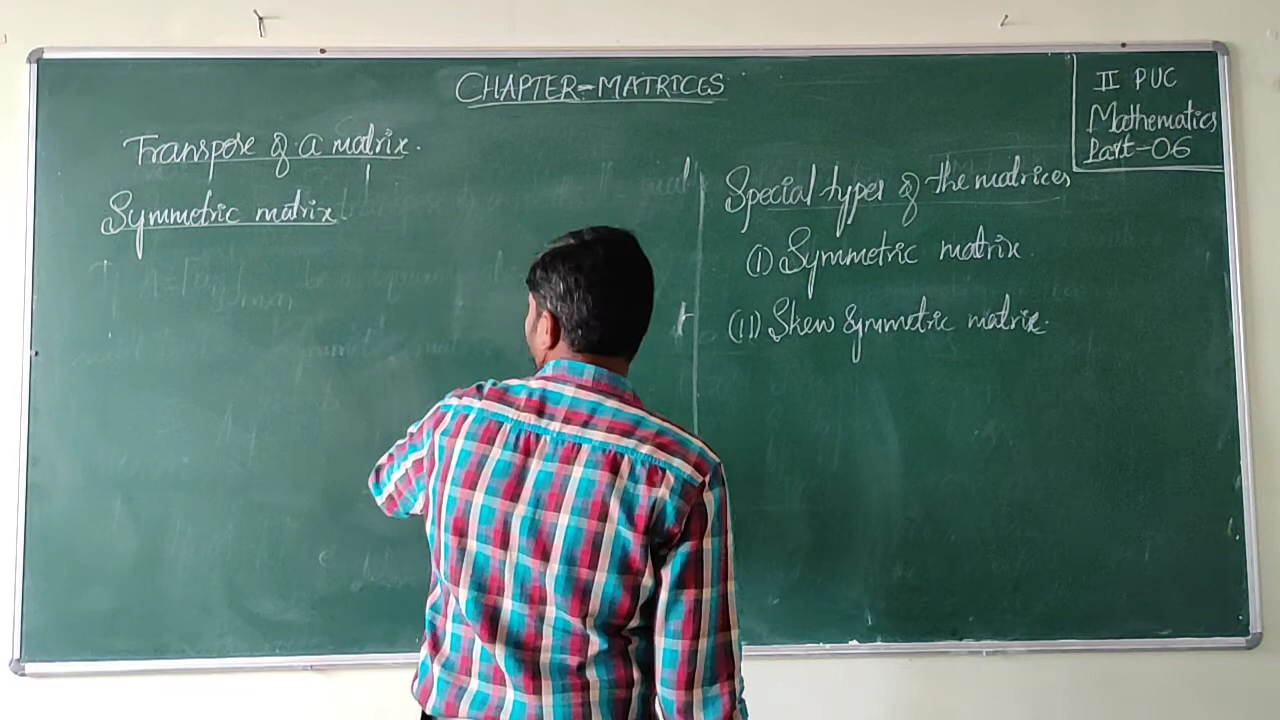 CHAPTER-MATRICES
II PUC
Mathematics
Part-06
Transpose of a matrix.
Symmetric matrix
A=[aij]m×n
Special types of the matrices
(I) Symmetric matrix.
(II) Skew symmetric matrix.